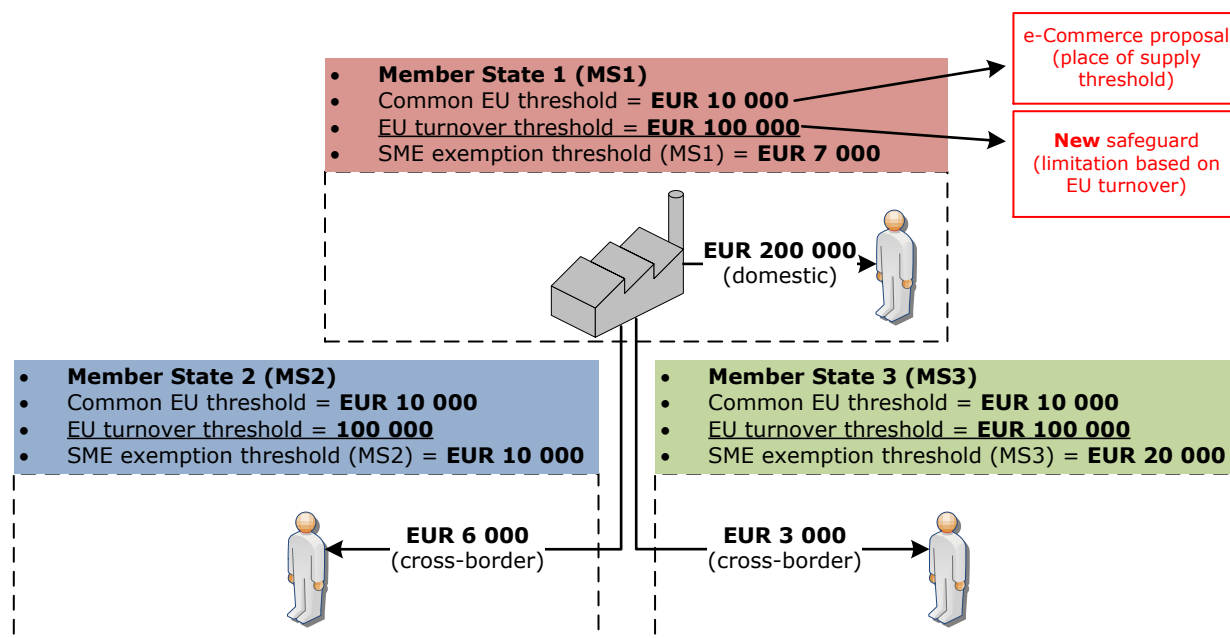 e-Commerce proposal
(place of supply
threshold)
• Member State 1 (MS1)
• Common EU threshold = EUR 10 000
• EU turnover threshold = EUR 100 000
• SME exemption threshold (MS1) = EUR 7 000
New safeguard
(limitation based on
EU turnover)
EUR 200 000
(domestic)
• Member State 2 (MS2)
• Common EU threshold = EUR 10 000
• EU turnover threshold = 100 000
• SME exemption threshold (MS2) = EUR 10 000
• Member State 3 (MS3)
• Common EU threshold = EUR 10 000
• EU turnover threshold = EUR 100 000
• SME exemption threshold (MS3) = EUR 20 000
EUR 6 000
(cross-border)
EUR 3 000
(cross-border)